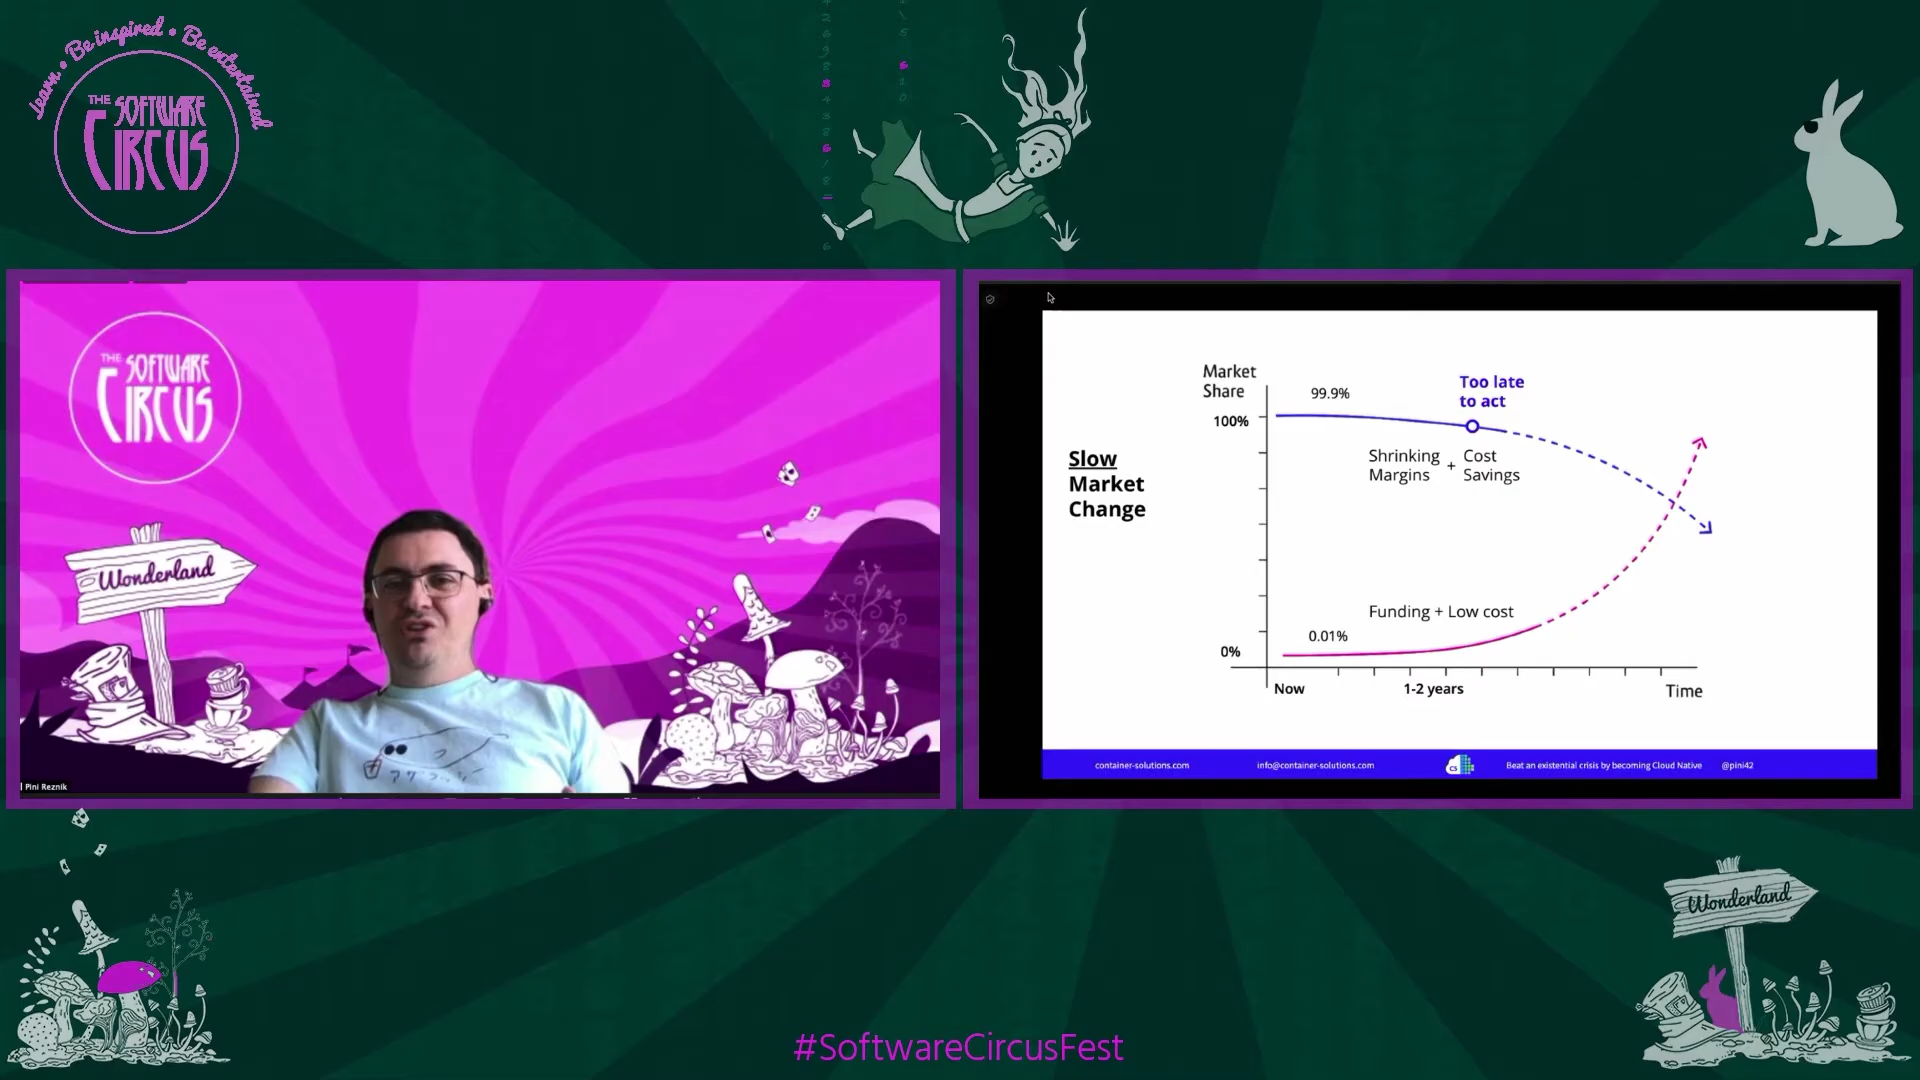 Learn • Be inspired • Be entertained
THE
SOFTWARE
CIRCUS
THE
SOFTWARE
CIRCUS
Wonderland
Pini Reznik
Slow
Market
Change
Market
Share
100%
99.9%
Too late
to act
Shrinking
Margins
+
Cost
Savings
Funding + Low cost
0.01%
0%
Now
1-2 years
Time
container-solutions.com
info@container-solutions.com
CS
Beat an existential crisis by becoming Cloud Native
@pini42
Wonderland
#SoftwareCircusFest